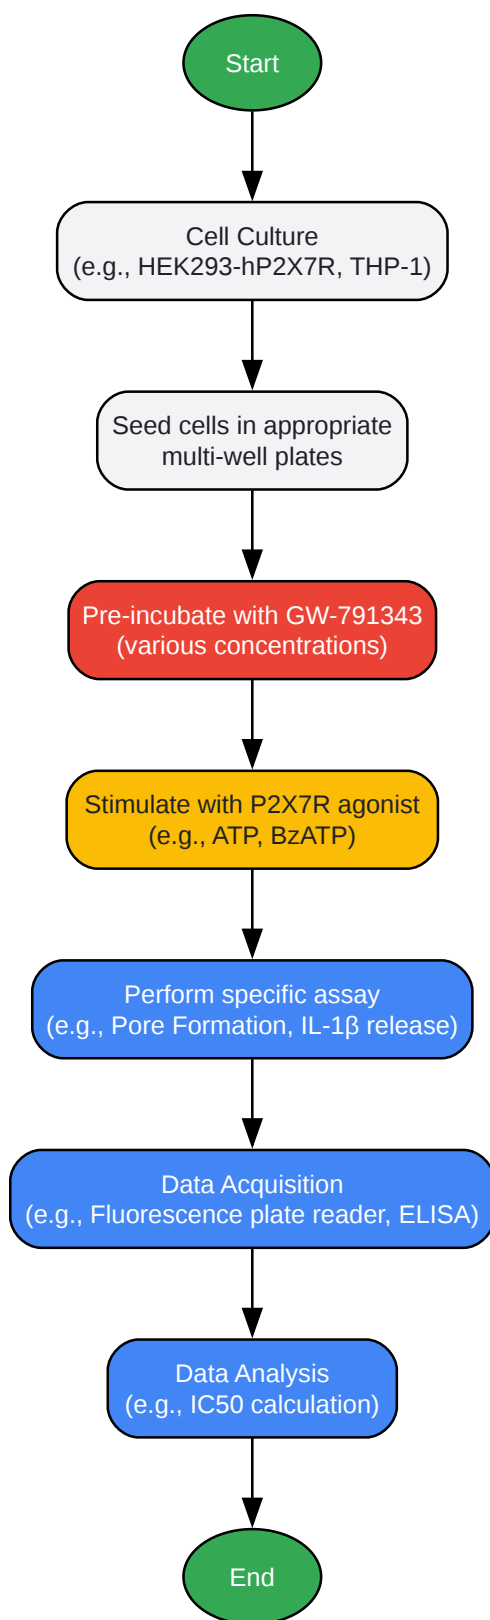 Start
Cell Culture
(e.g., HEK293-hP2X7R, THP-1)
Seed cells in appropriate
multi-well plates
Pre-incubate with GW-791343
(various concentrations)
Stimulate with P2X7R agonist
(e.g., ATP, BzATP)
Perform specific assay
(e.g., Pore Formation, IL-1β release)
Data Acquisition
(e.g., Fluorescence plate reader, ELISA)
Data Analysis
(e.g., IC50 calculation)
End